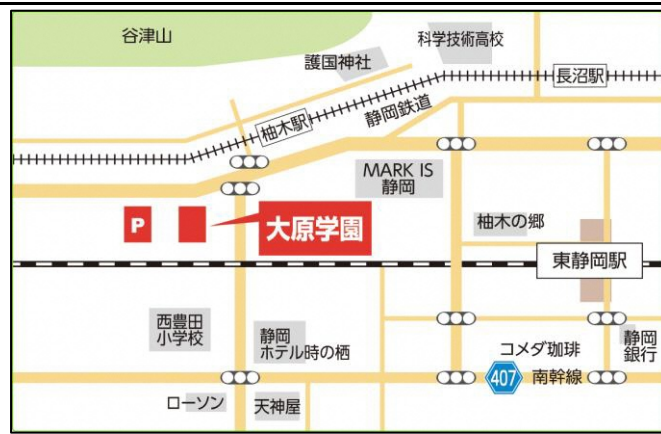 谷津山
科学技術高校
護国神社
長沼駅
静岡鉄道
柚木駅
MARK IS
静岡
P
大原学園
柚木の郷
東静岡駅
西豊田
小学校
静岡
ホテル時の栖
コメダ珈琲
静岡
銀行
407
南幹線
ローソン
天神屋